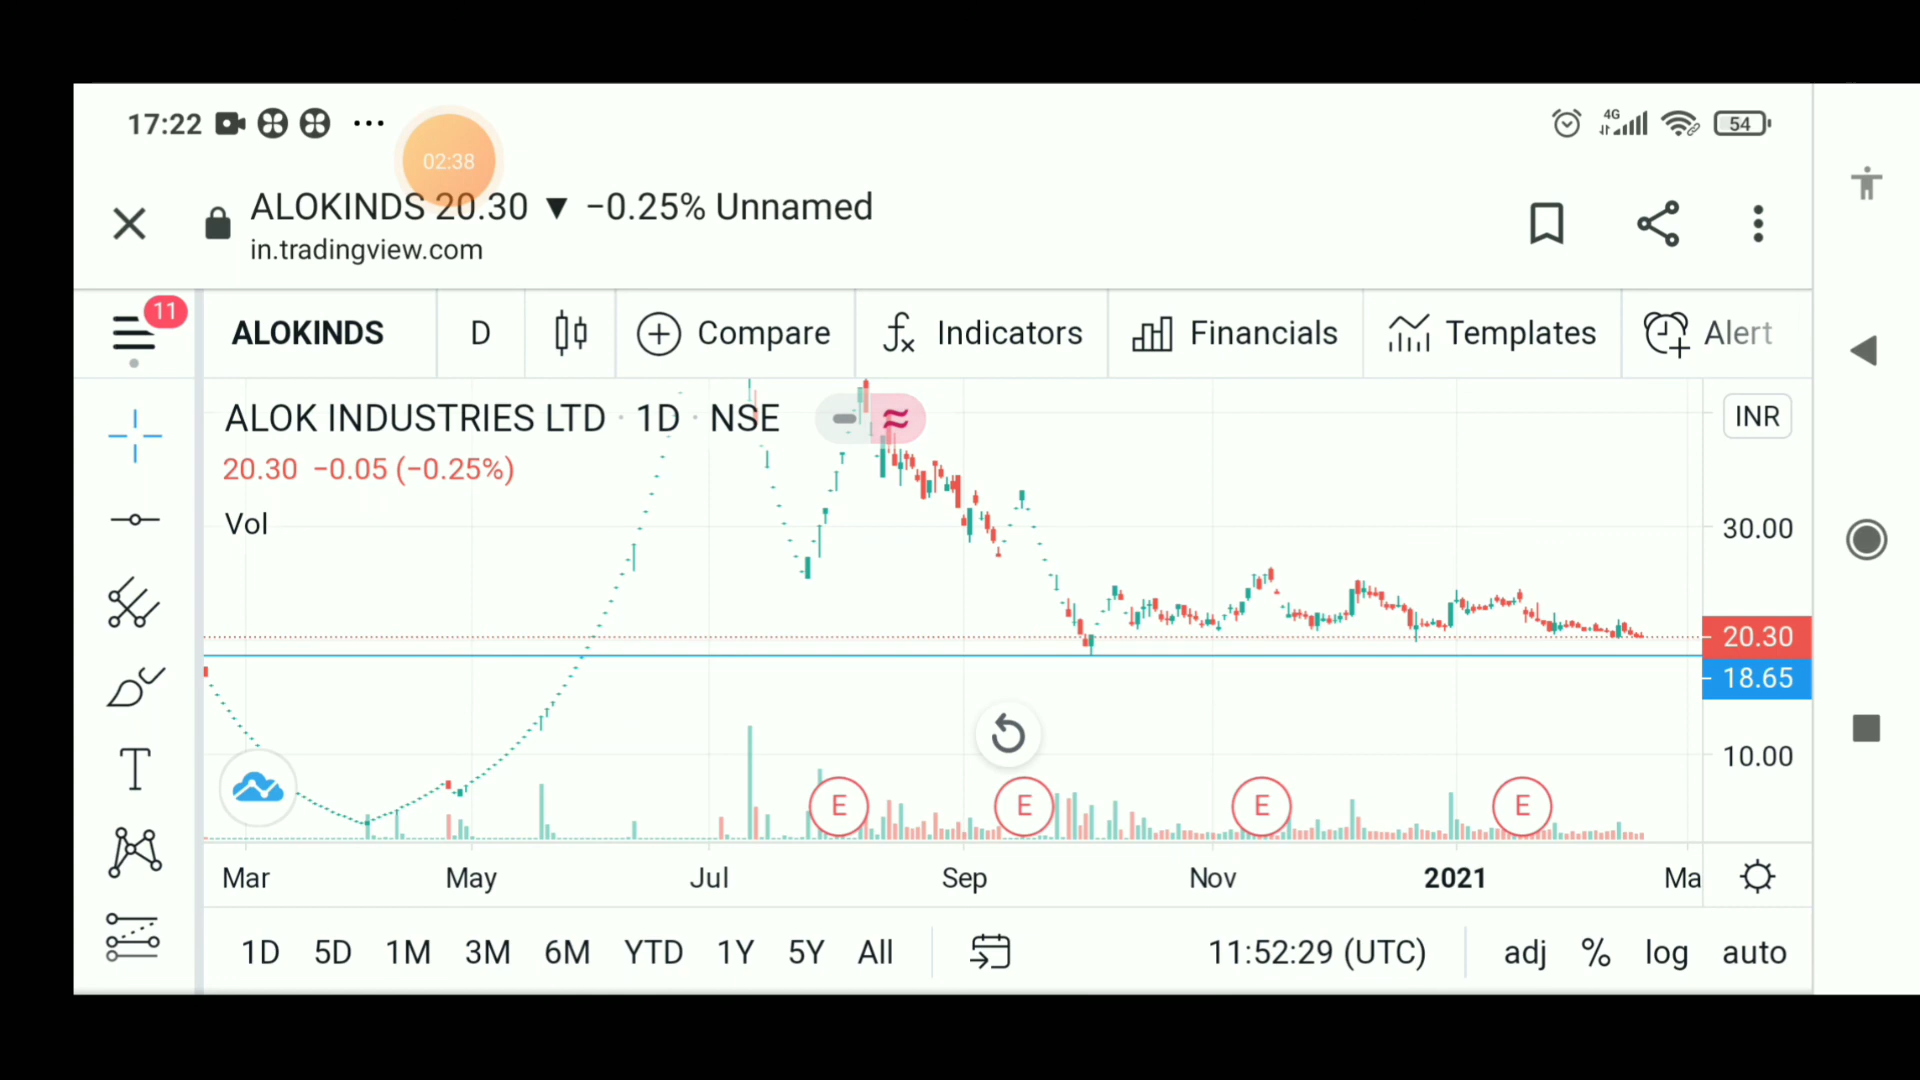 17:22
02:38
4G
54
ALOKINDS 20.30 ▼ −0.25% Unnamed
in.tradingview.com
11
ALOKINDS
D
Compare
Indicators
Financials
Templates
Alert
ALOK INDUSTRIES LTD · 1D · NSE
INR
20.30 −0.05 (−0.25%)
Vol
30.00
20.30
18.65
10.00
E E E E
Mar May Jul Sep Nov 2021 Ma
1D 5D 1M 3M 6M YTD 1Y 5Y All
11:52:29 (UTC)
adj % log auto